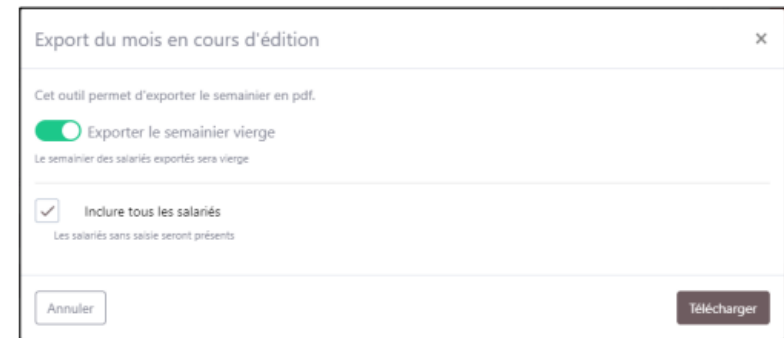 Export du mois en cours d'édition
×
Cet outil permet d'exporter le semainier en pdf.
Exporter le semainier vierge
Le semainier des salariés exportés sera vierge
Inclure tous les salariés
Les salariés sans saisie seront présents
Annuler
Télécharger